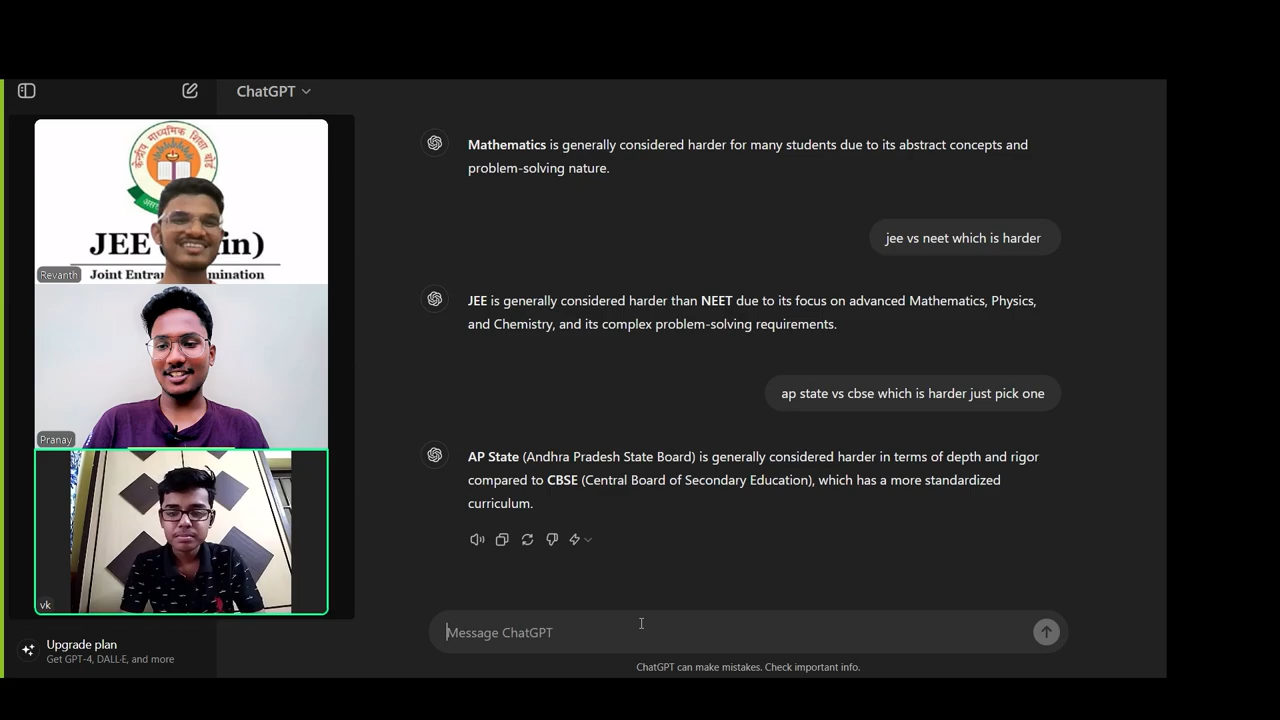 ChatGPT
केन्द्रीय माध्यमिक शिक्षा बोर्ड
JEE
in)
Joint Entra
mination
Revanth
Pranay
vk
Mathematics is generally considered harder for many students due to its abstract concepts and
problem-solving nature.
jee vs neet which is harder
JEE is generally considered harder than NEET due to its focus on advanced Mathematics, Physics,
and Chemistry, and its complex problem-solving requirements.
ap state vs cbse which is harder just pick one
AP State (Andhra Pradesh State Board) is generally considered harder in terms of depth and rigor
compared to CBSE (Central Board of Secondary Education), which has a more standardized
curriculum.
Message ChatGPT
Upgrade plan
Get GPT-4, DALL·E, and more
ChatGPT can make mistakes. Check important info.